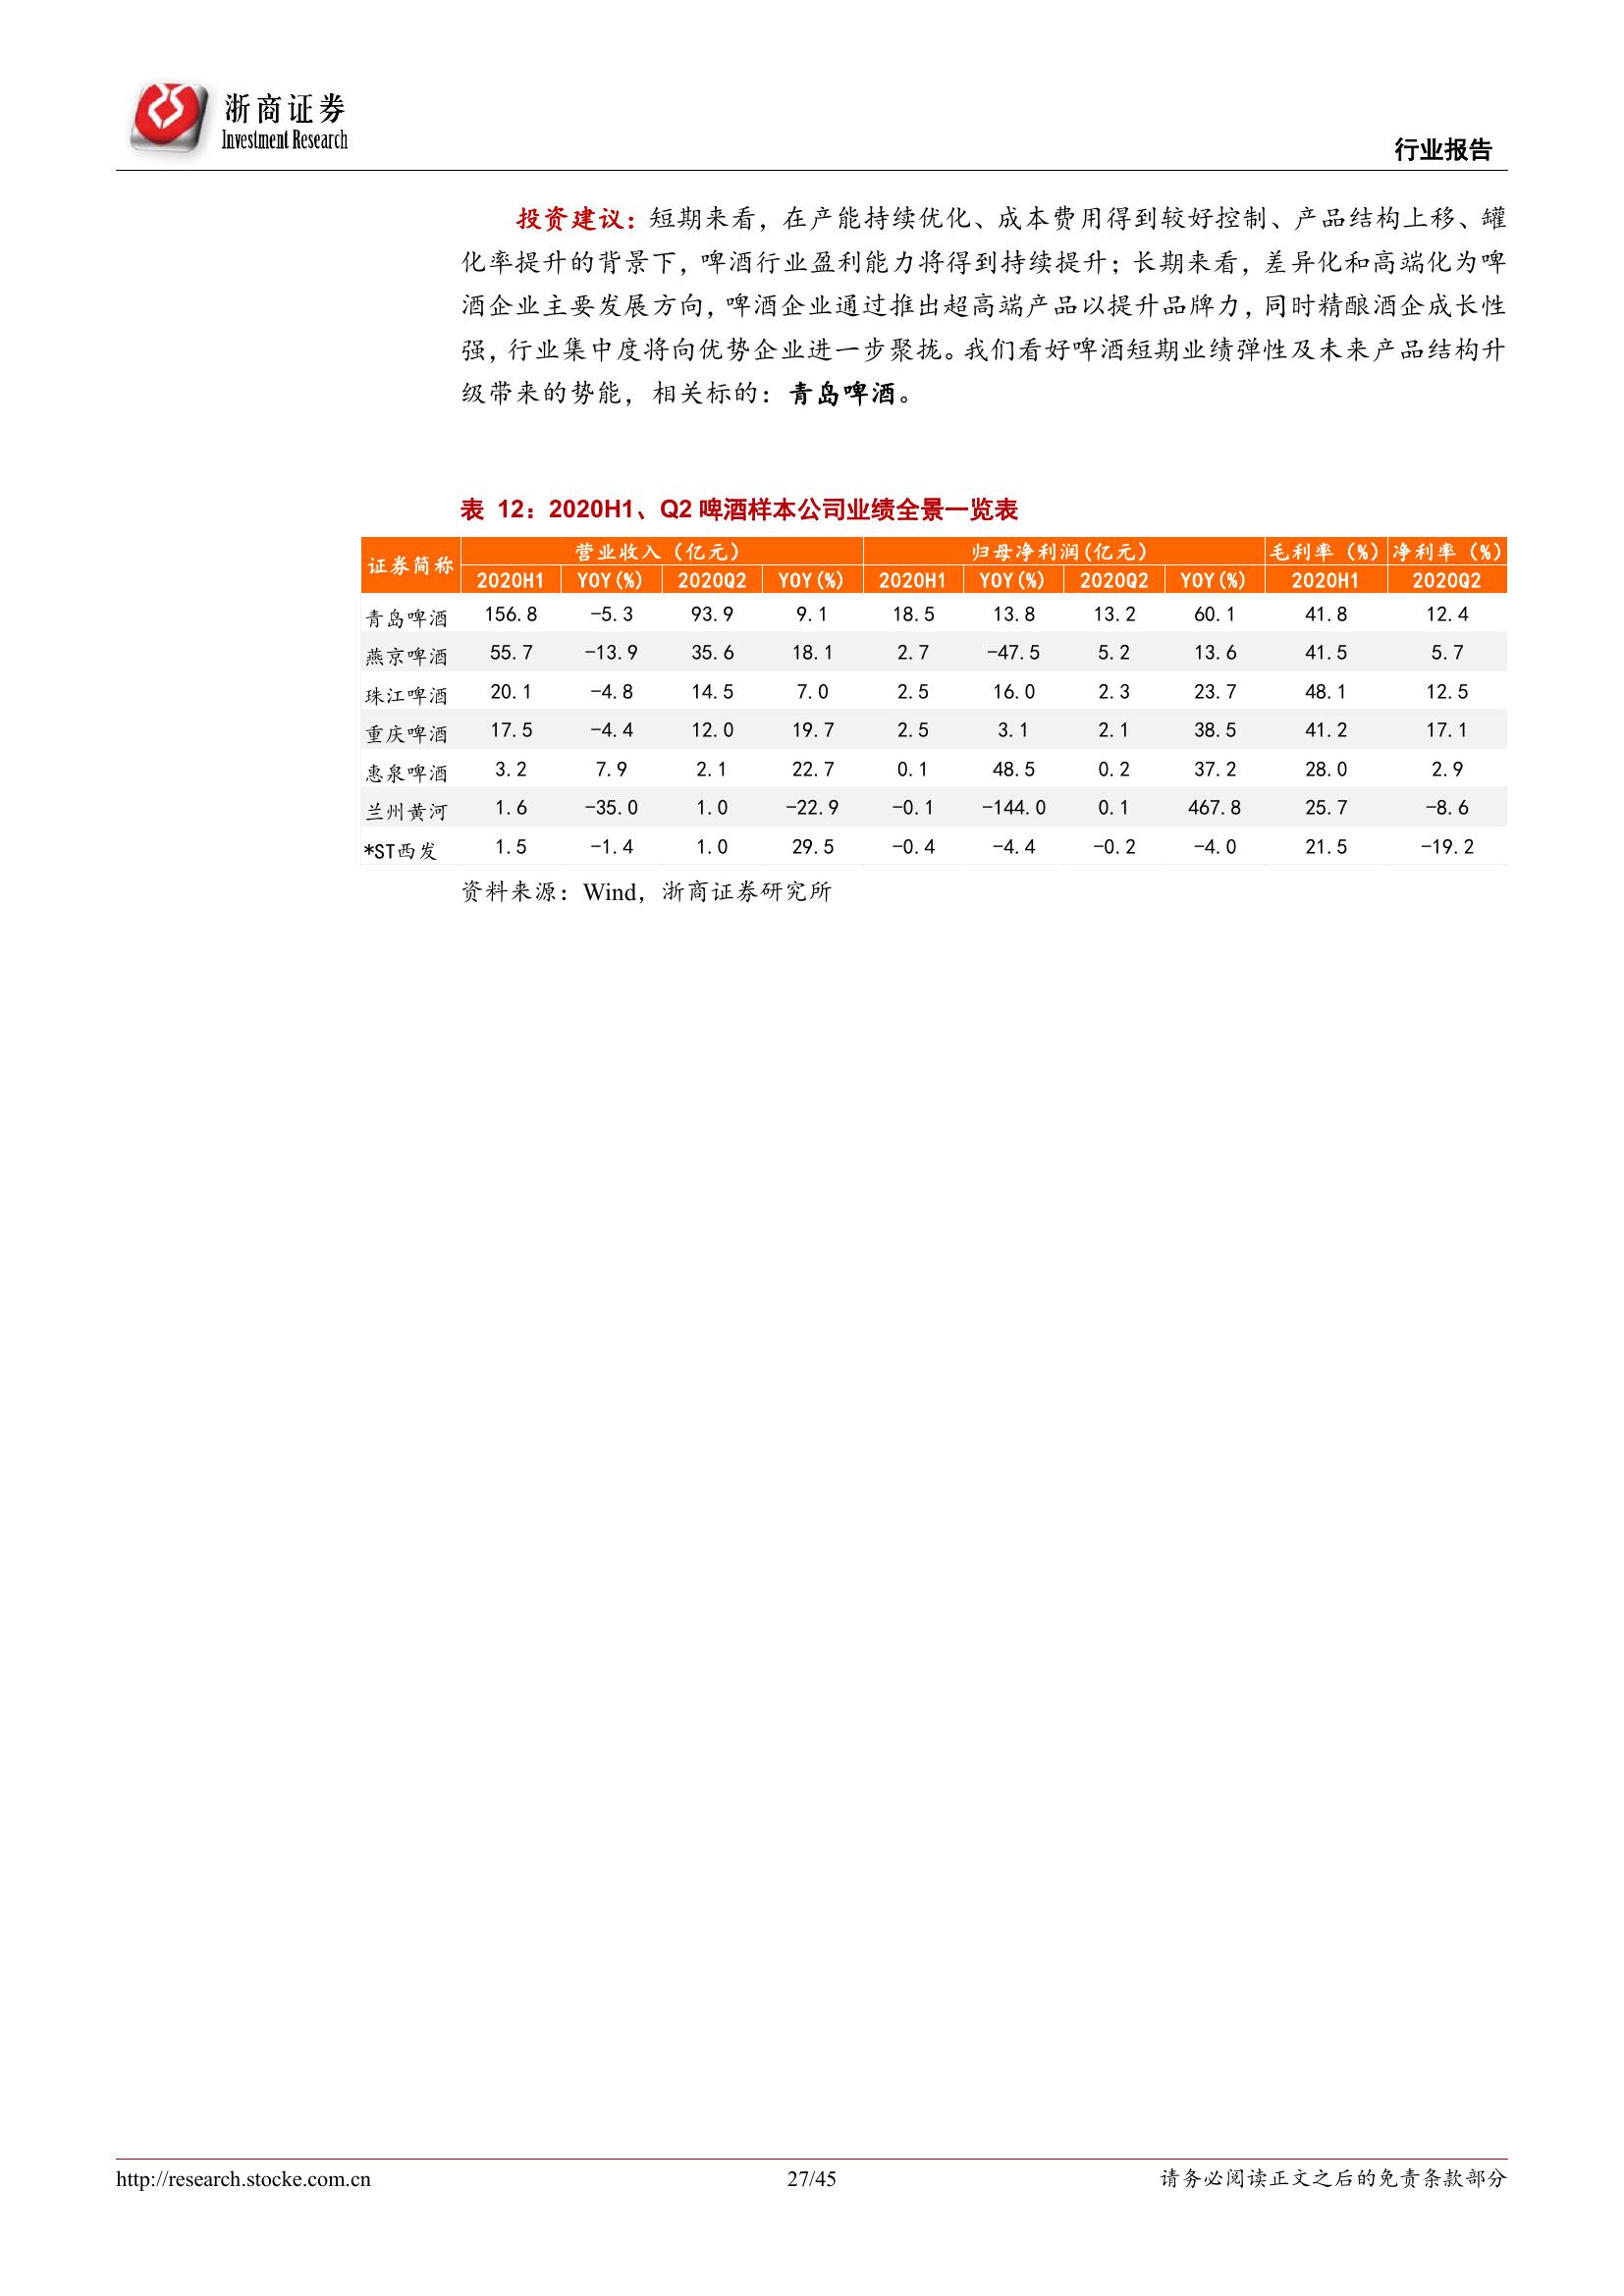 浙商证券
Investment Research
行业报告
投资建议：短期来看，在产能持续优化、成本费用得到较好控制、产品结构上移、罐
化率提升的背景下，啤酒行业盈利能力将得到持续提升；长期来看，差异化和高端化为啤
酒企业主要发展方向，啤酒企业通过推出超高端产品以提升品牌力，同时精酿酒企成长性
强，行业集中度将向优势企业进一步聚拢。我们看好啤酒短期业绩弹性及未来产品结构升
级带来的势能，相关标的：青岛啤酒。
表 12：2020H1、Q2 啤酒样本公司业绩全景一览表
证券简称 营业收入（亿元） 归母净利润(亿元) 毛利率（%） 净利率（%）
2020H1 YOY(%) 2020Q2 YOY(%) 2020H1 YOY(%) 2020Q2 YOY(%) 2020H1 2020Q2
青岛啤酒 156.8 -5.3 93.9 9.1 18.5 13.8 13.2 60.1 41.8 12.4
燕京啤酒 55.7 -13.9 35.6 18.1 2.7 -47.5 5.2 13.6 41.5 5.7
珠江啤酒 20.1 -4.8 14.5 7.0 2.5 16.0 2.3 23.7 48.1 12.5
重庆啤酒 17.5 -4.4 12.0 19.7 2.5 3.1 2.1 38.5 41.2 17.1
惠泉啤酒 3.2 7.9 2.1 22.7 0.1 48.5 0.2 37.2 28.0 2.9
兰州黄河 1.6 -35.0 1.0 -22.9 -0.1 -144.0 0.1 467.8 25.7 -8.6
*ST西发 1.5 -1.4 1.0 29.5 -0.4 -4.4 -0.2 -4.0 21.5 -19.2
资料来源：Wind，浙商证券研究所
http://research.stocke.com.cn 27/45 请务必阅读正文之后的免责条款部分